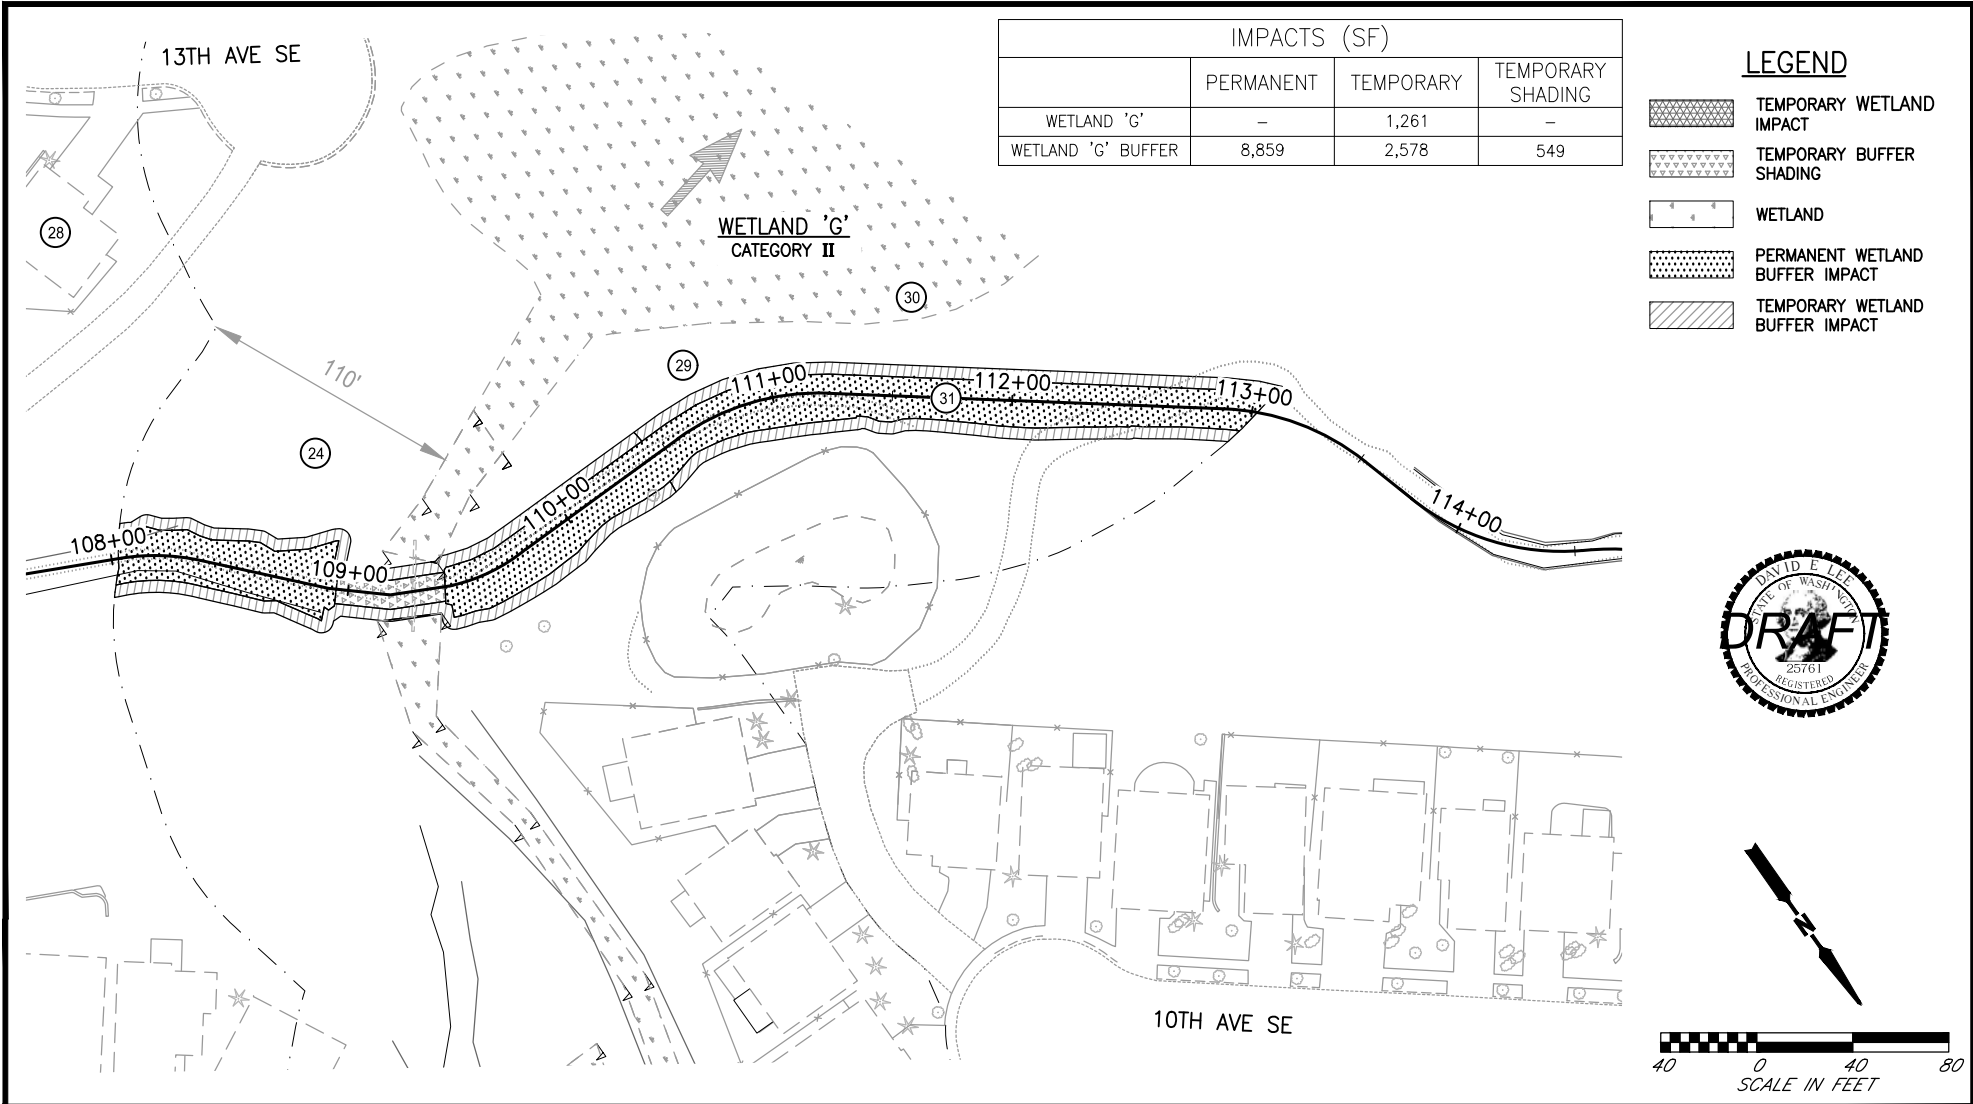 13TH AVE SE
IMPACTS (SF)
PERMANENT TEMPORARY TEMPORARY SHADING
WETLAND 'G' – 1,261 –
WETLAND 'G' BUFFER 8,859 2,578 549
LEGEND
TEMPORARY WETLAND
IMPACT
TEMPORARY BUFFER
SHADING
WETLAND
PERMANENT WETLAND
BUFFER IMPACT
TEMPORARY WETLAND
BUFFER IMPACT
28
WETLAND 'G'
CATEGORY II
30
110'
29
24
31
108+00
109+00
110+00
111+00
112+00
113+00
114+00
DAVID E LEE
STATE OF WASHINGTON
DRAFT
25761
REGISTERED
PROFESSIONAL ENGINEER
N
10TH AVE SE
40 0 40 80
SCALE IN FEET